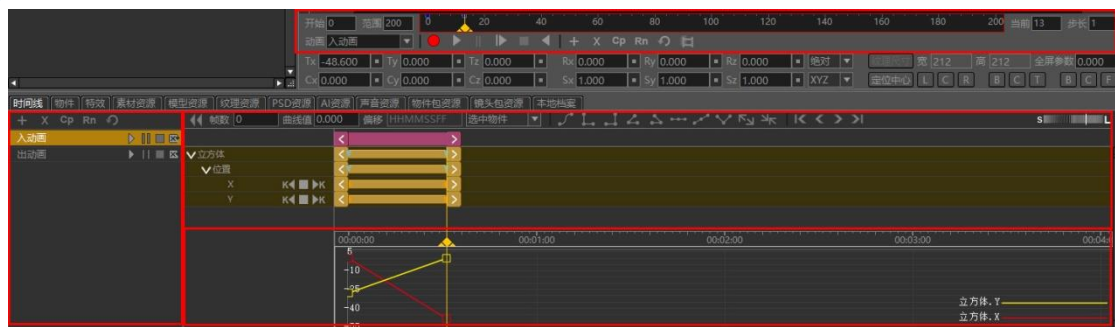 开始 0 范围 200 0 20 40 60 80 100 120 140 160 180 200 当前 13 步长 1
动画 入动画 + X Cp Rn
Tx -48.600 Ty 0.000 Tz 0.000 Rx 0.000 Ry 0.000 Rz 0.000 绝对 宽 212 高 212 全屏参数 0.000
Cx 0.000 Cy 0.000 Cz 0.000 Sx 1.000 Sy 1.000 Sz 1.000 XYZ 定位中心 L C R B C T B C F
时间线 物件 特效 素材资源 模型资源 纹理资源 PSD资源 AI资源 声音资源 物件包资源 镜头包资源 本地档案
+ X Cp Rn 帧数 0 曲线值 0.000 偏移 HHMMSSFF 选中物件 S L
入动画
出动画 立方体
位置
X K K
Y K K
00:00:00 00:01:00 00:02:00 00:03:00 00:04:
-10
-25
-40
立方体.Y
立方体.X